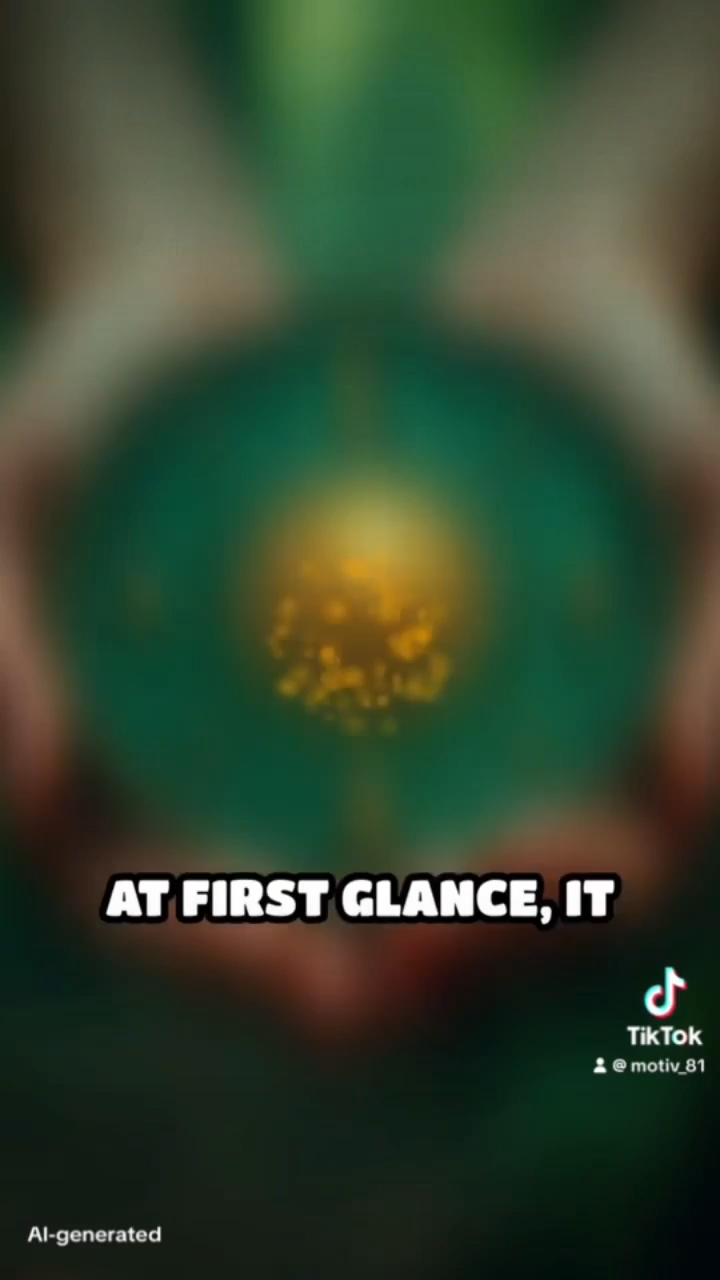 AT FIRST GLANCE, IT
TikTok
@ motiv_81
AI-generated